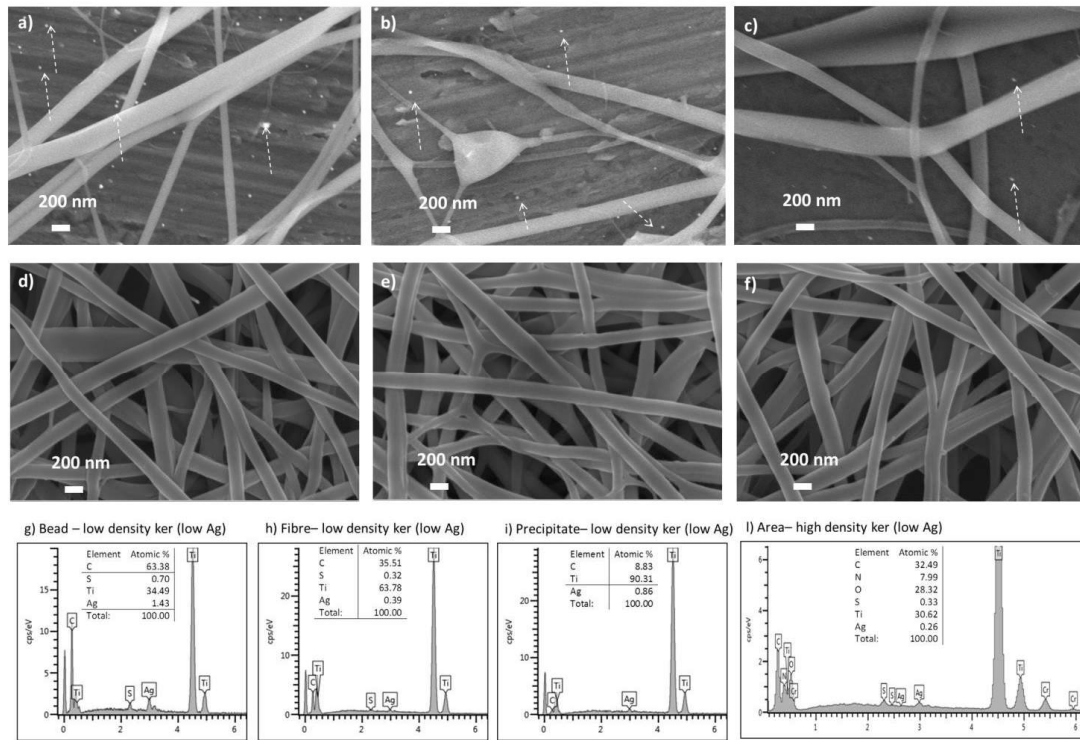 a)
200 nm
b)
200 nm
c)
200 nm
d)
200 nm
e)
200 nm
f)
200 nm
g) Bead – low density ker (low Ag)
Element Atomic %
C 63.38
S 0.70
Ti 34.49
Ag 1.43
Total: 100.00
cps/eV
15
10
5
0
C
Ti
S
Ag
Ti
Ti
0 2 4 6
h) Fibre– low density ker (low Ag)
Element Atomic %
C 35.51
S 0.32
Ti 63.78
Ag 0.39
Total: 100.00
cps/eV
20
10
0
C
Ti
S
Ag
Ti
Ti
0 2 4 6
i) Precipitate– low density ker (low Ag)
Element Atomic %
C 8.83
Ti 90.31
Ag 0.86
Total: 100.00
cps/eV
20
10
0
C
Ti
Ag
Ti
Ti
0 2 4 6
l) Area– high density ker (low Ag)
Element Atomic %
C 32.49
N 7.99
O 28.32
S 0.33
Ti 30.62
Ag 0.26
Total: 100.00
cps/eV
6
4
2
0
C
Ti
O
N
Cr
S
S
Ag
Ag
Ti
Ti
Cr
Cr
1 2 3 4 5 6